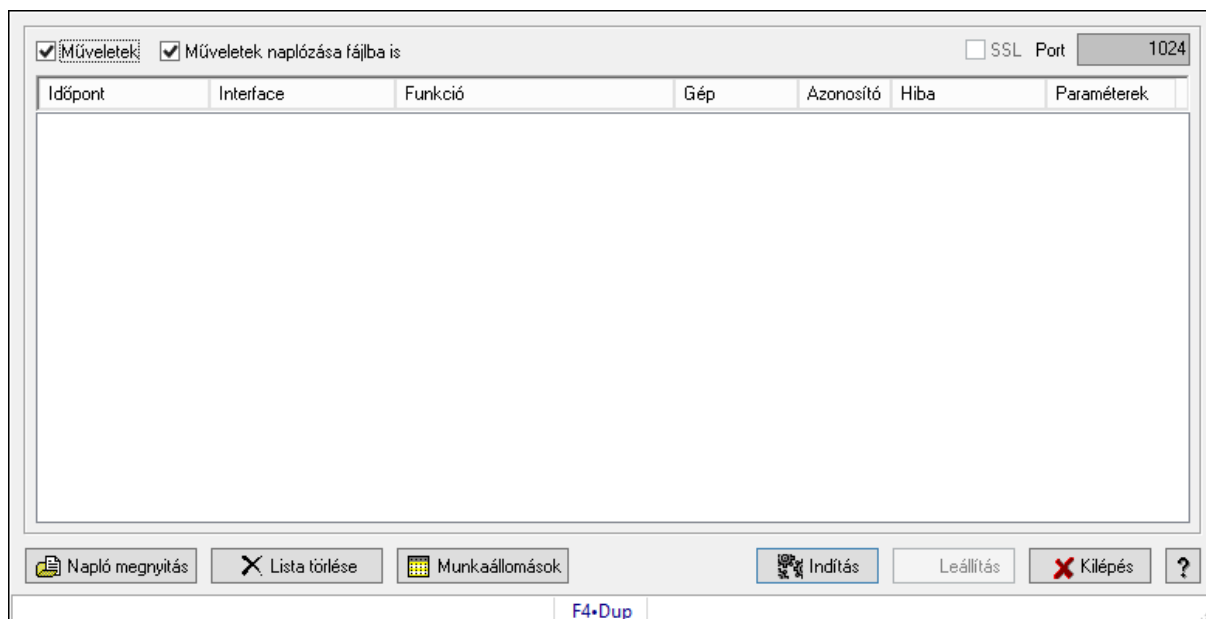 Műveletek Műveletek naplózása fájlba is SSL Port 1024
Időpont Interface Funkció Gép Azonosító Hiba Paraméterek
Napló megnyitás Lista törlése Munkaállomások Indítás Leállítás Kilépés ?
F4•Dup